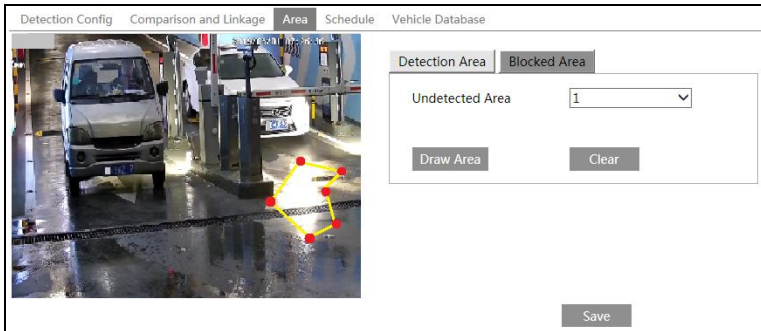 Detection Config Comparison and Linkage Area Schedule Vehicle Database
Detection Area Blocked Area
Undetected Area 1
Draw Area Clear
Save